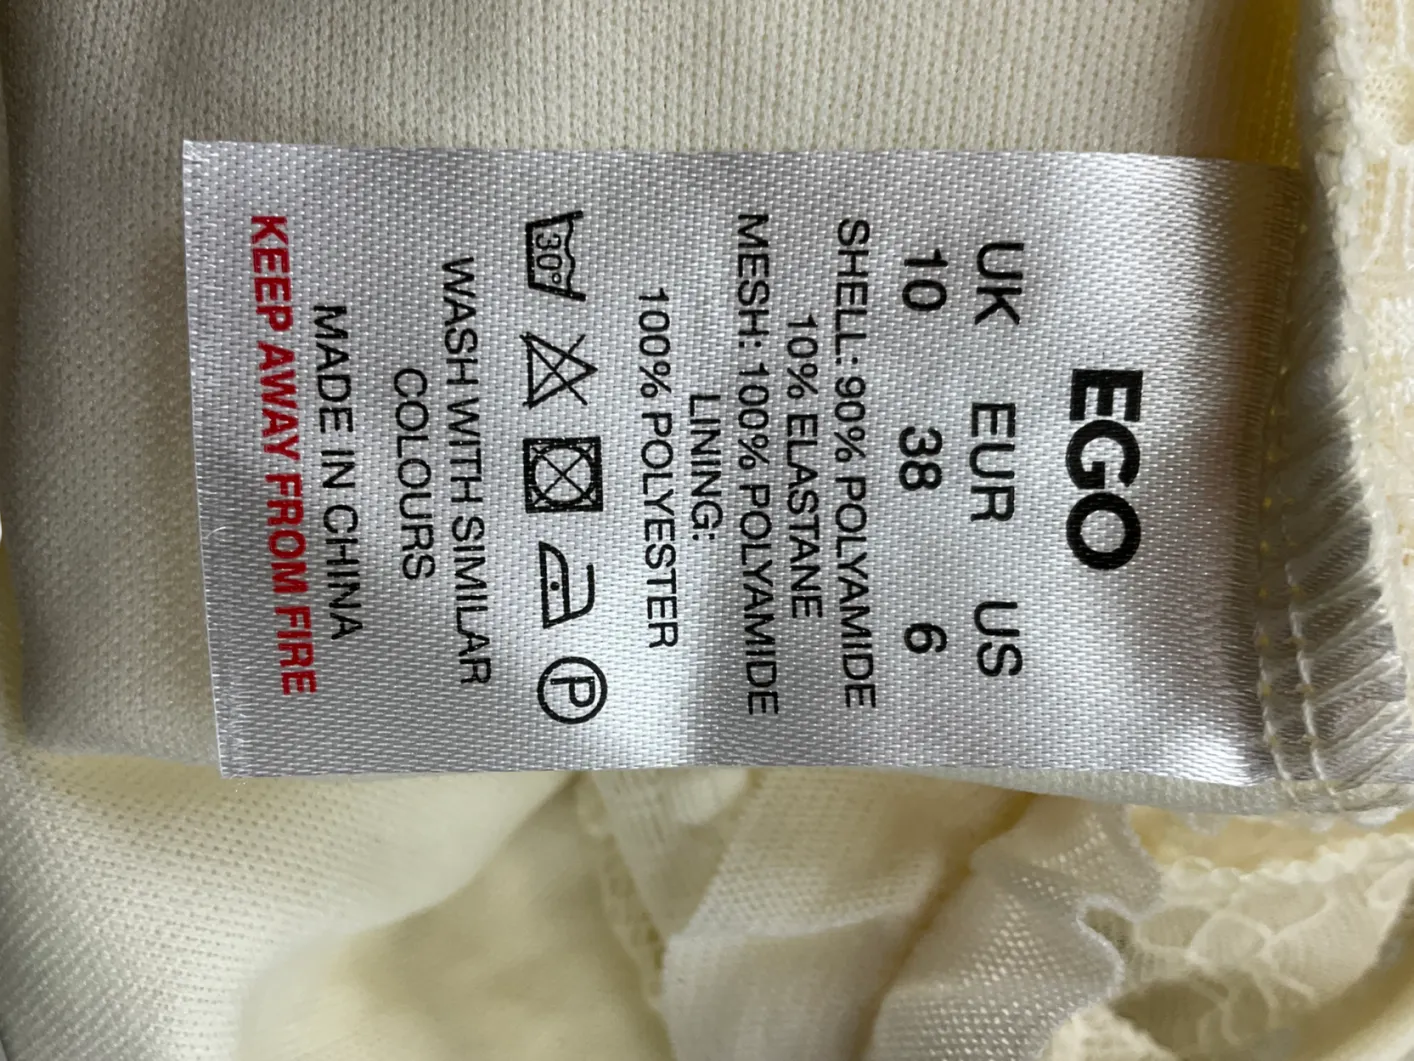 EGO
UK EUR US
10 38 6
SHELL: 90% POLYAMIDE
10% ELASTANE
MESH: 100% POLYAMIDE
LINING:
100% POLYESTER
30° P
WASH WITH SIMILAR
COLOURS
MADE IN CHINA
KEEP AWAY FROM FIRE